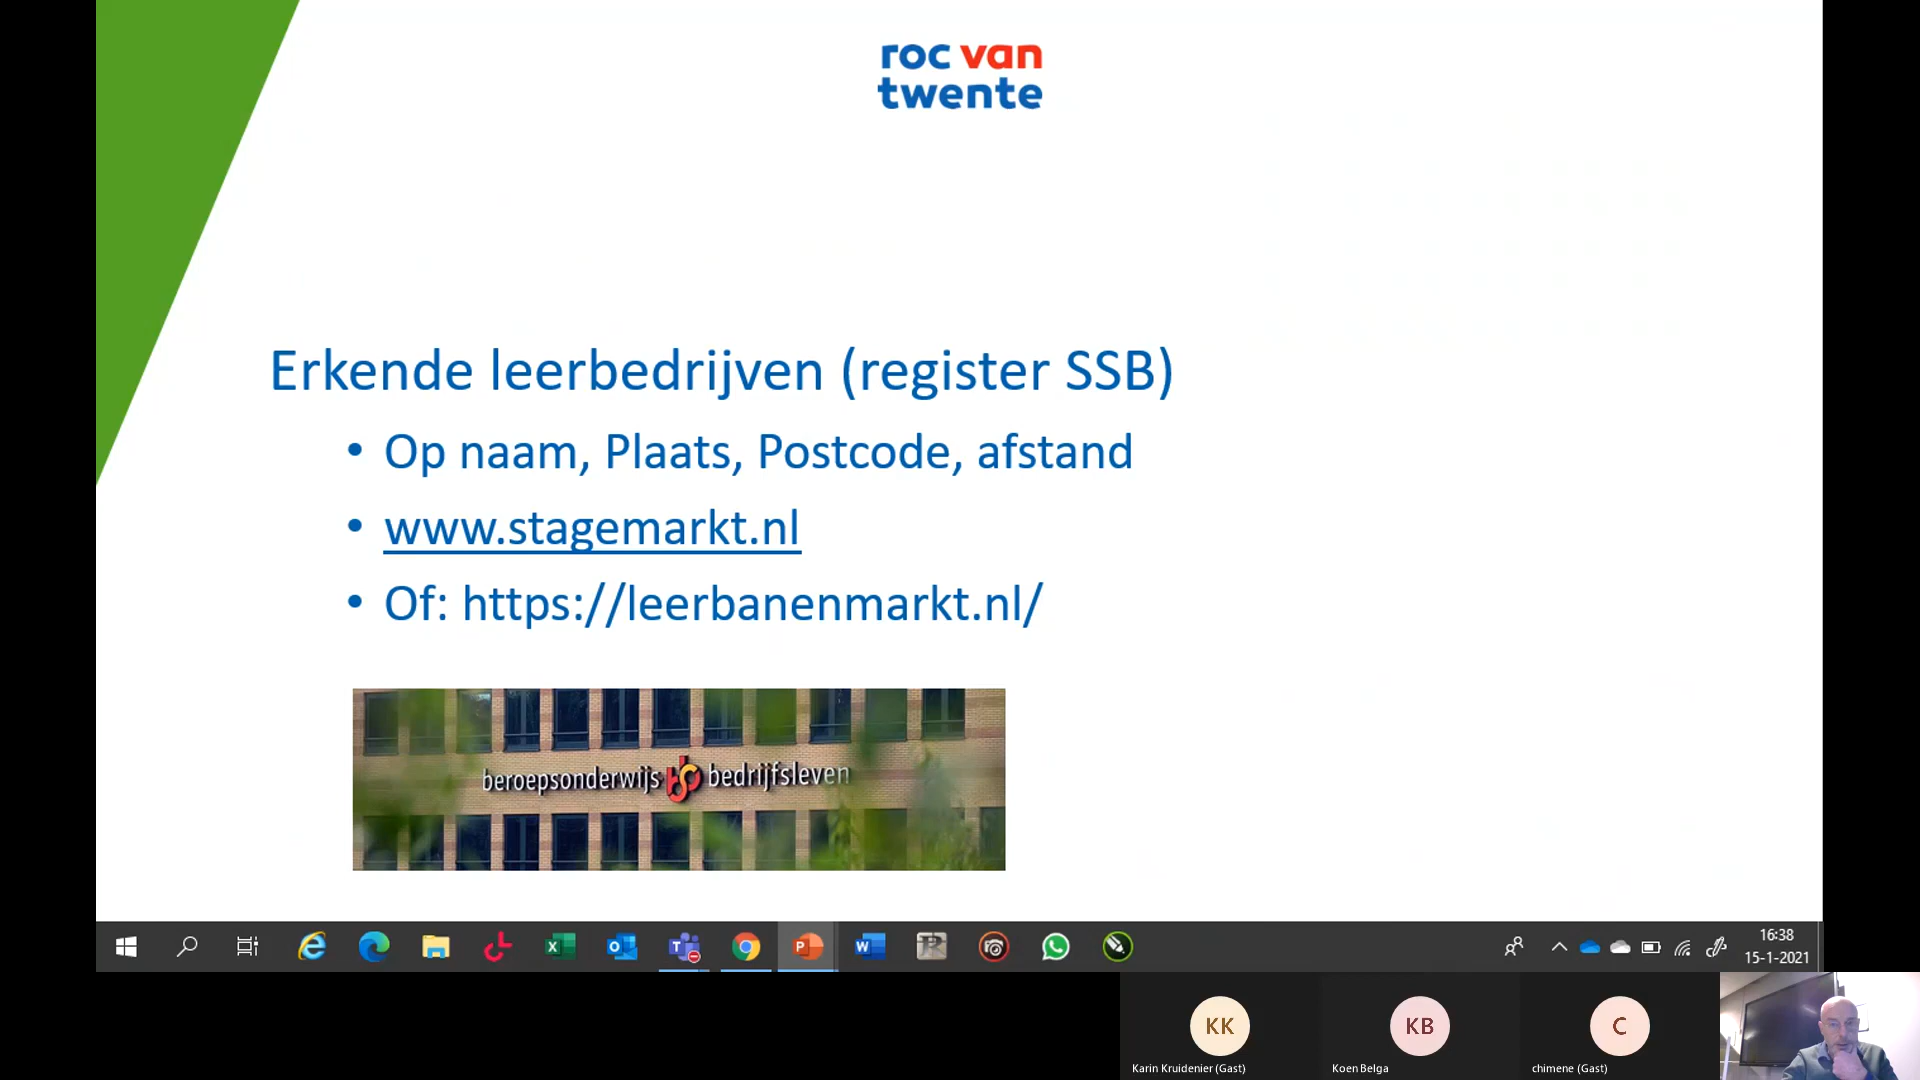 roc van
twente
Erkende leerbedrijven (register SSB)
• Op naam, Plaats, Postcode, afstand
• www.stagemarkt.nl
• Of: https://leerbanenmarkt.nl/
beroepsonderwijs bedrijfsleven
16:38
15-1-2021
KK
KB
C
Karin Kruidenier (Gast)
Koen Belga
chimene (Gast)